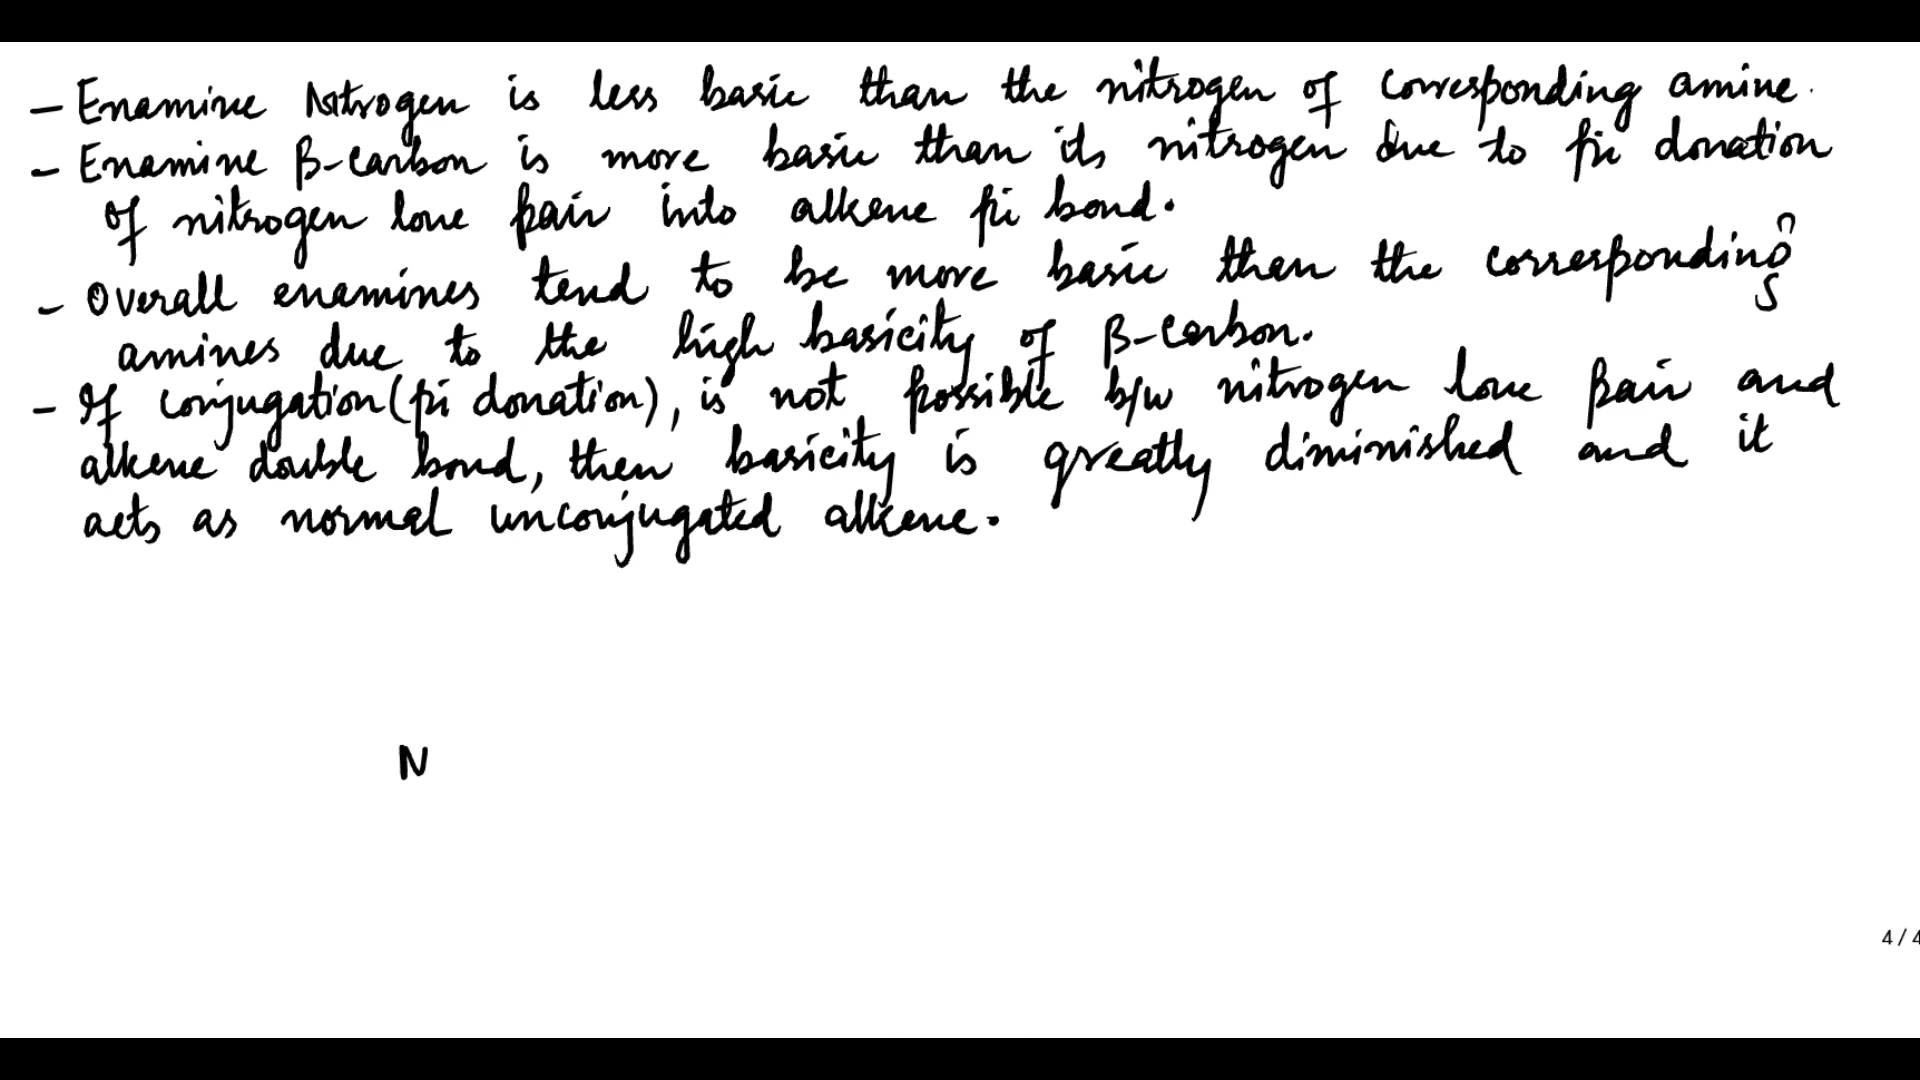 - Enamine Nitrogen is less basic than the nitrogen of corresponding amine.
- Enamine β-carbon is more basic than its nitrogen due to pi donation
of nitrogen lone pair into alkene pi bond.
- Overall enamines tend to be more basic than the corresponding
amines due to the high basicity of β-carbon.
- If conjugation (pi donation), is not possible b/w nitrogen lone pair and
alkene double bond, then basicity is greatly diminished and it
acts as normal unconjugated alkene.
N
4 / 4